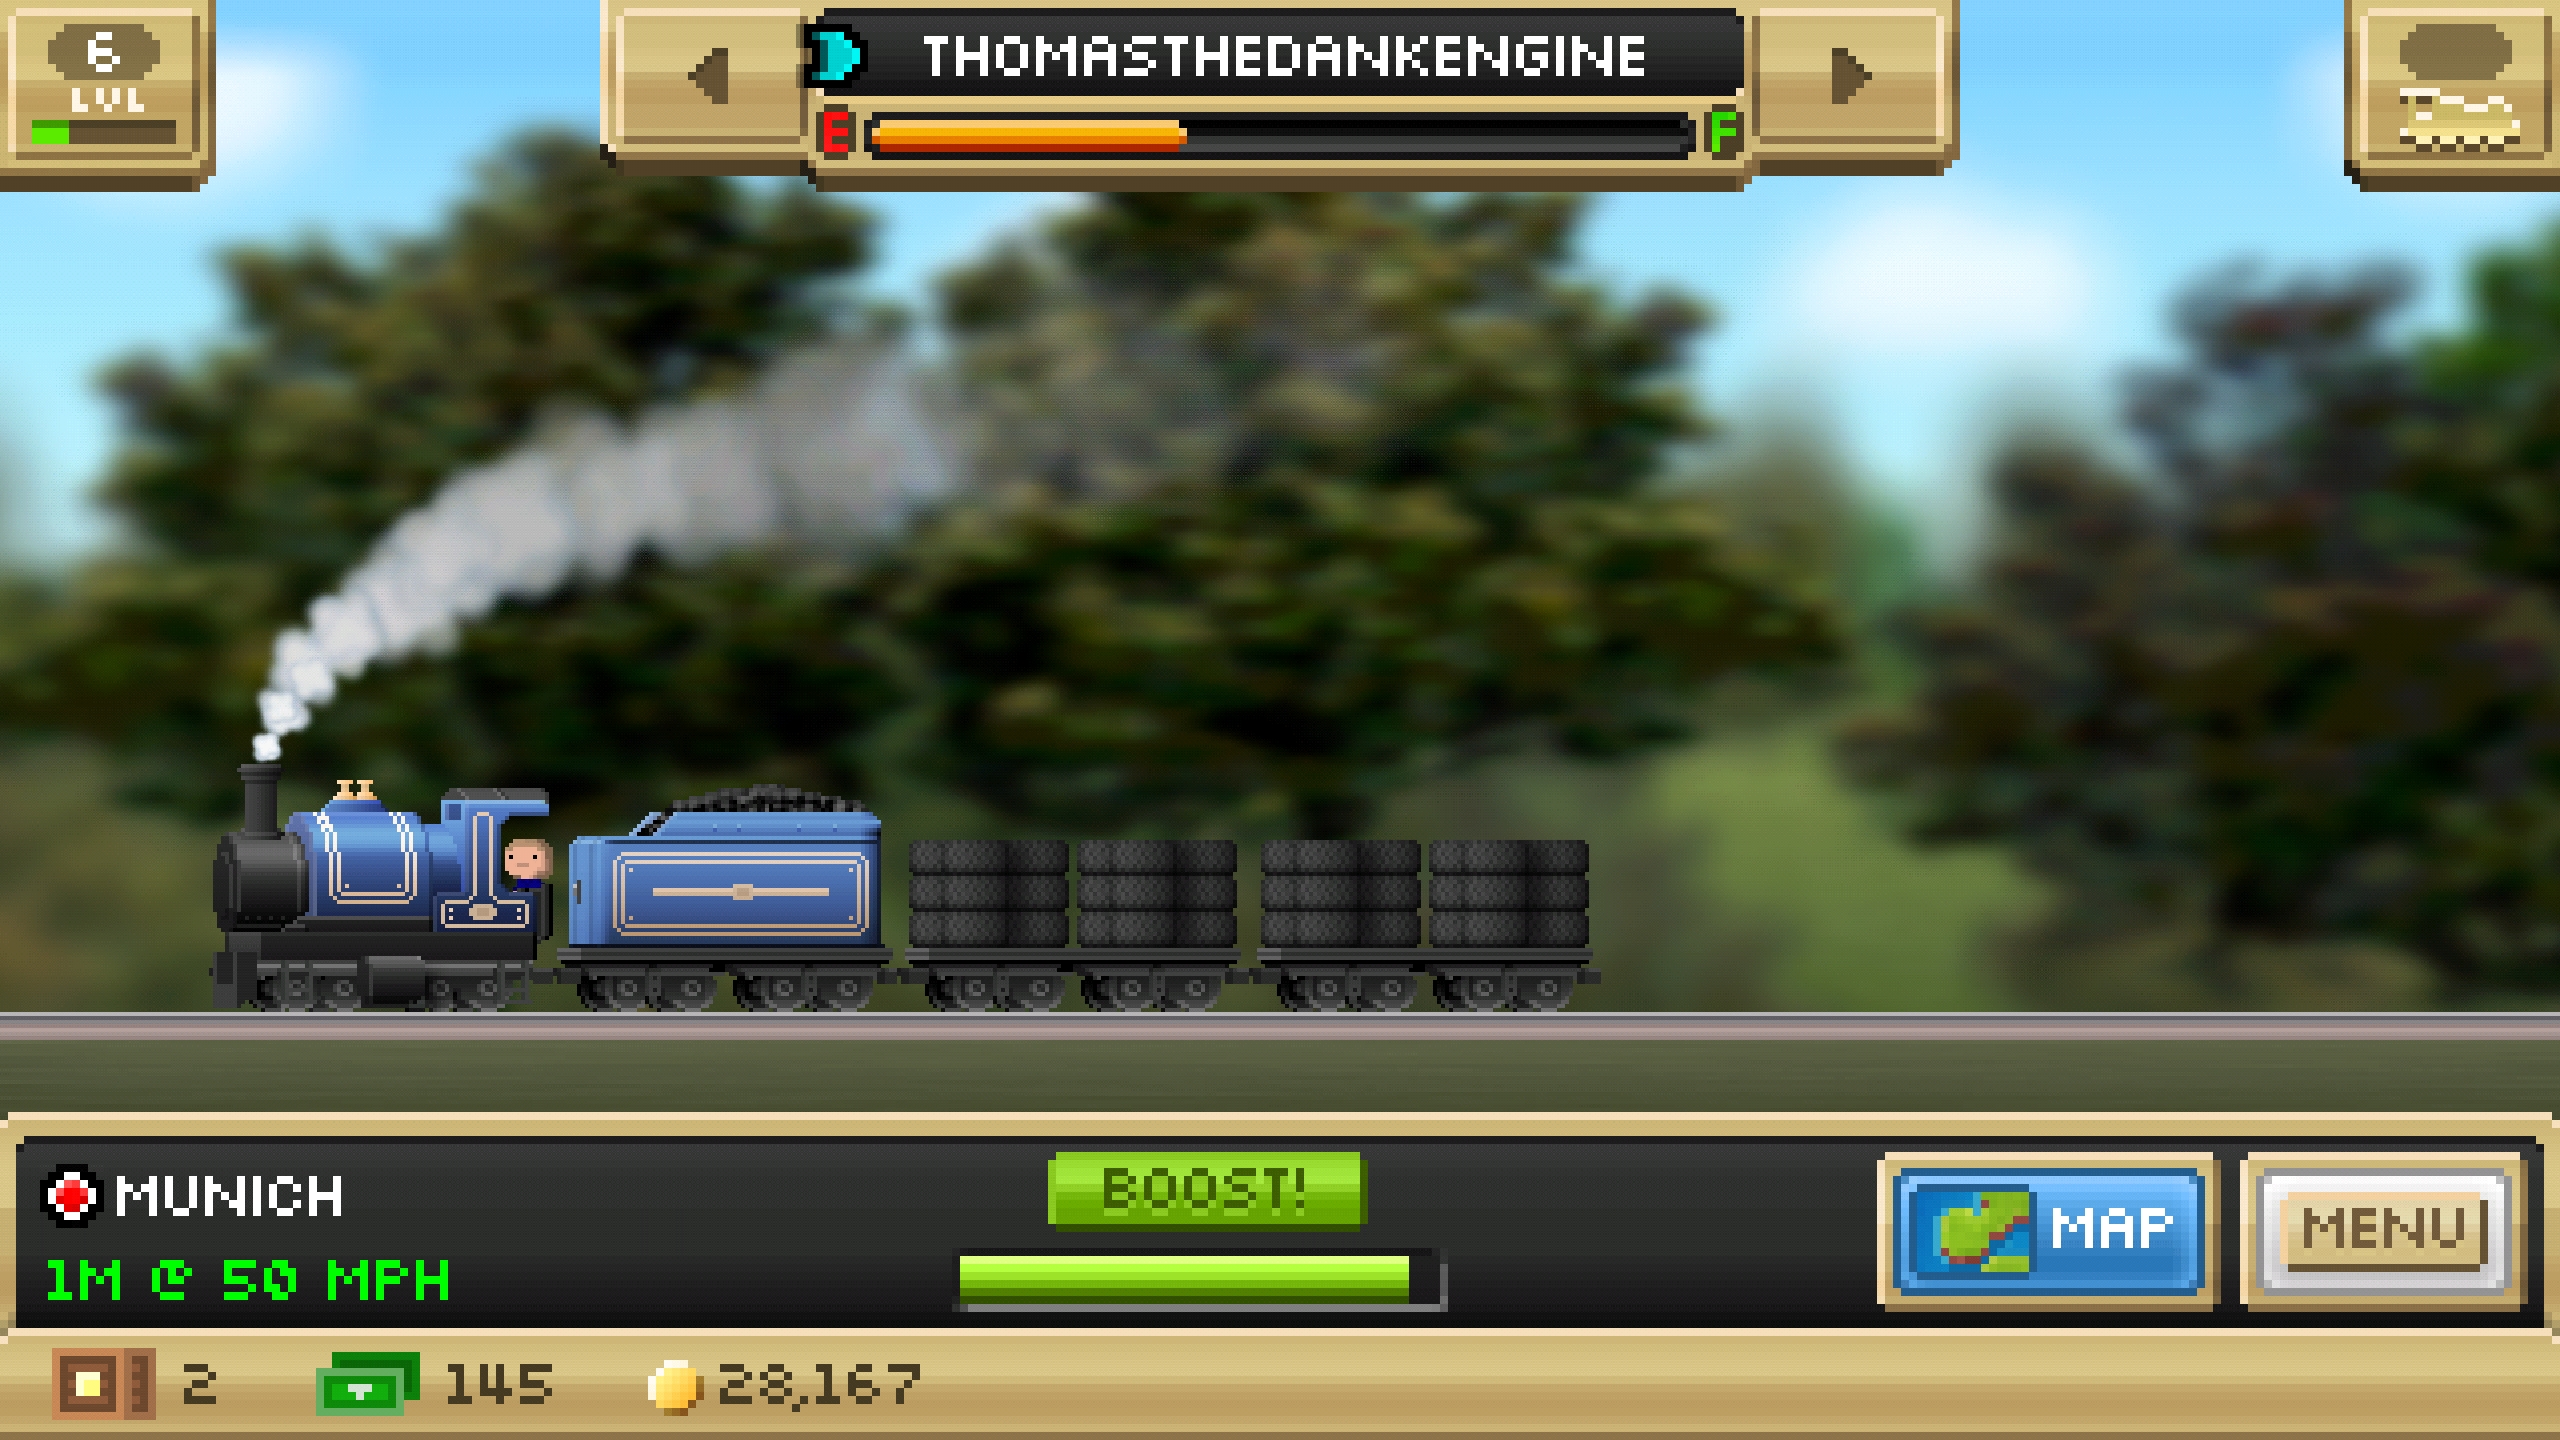 6
LVL
THOMASTHEDANKENGINE
E F
MUNICH
1M @ 50 MPH
BOOST!
MAP
MENU
2
145
28,167